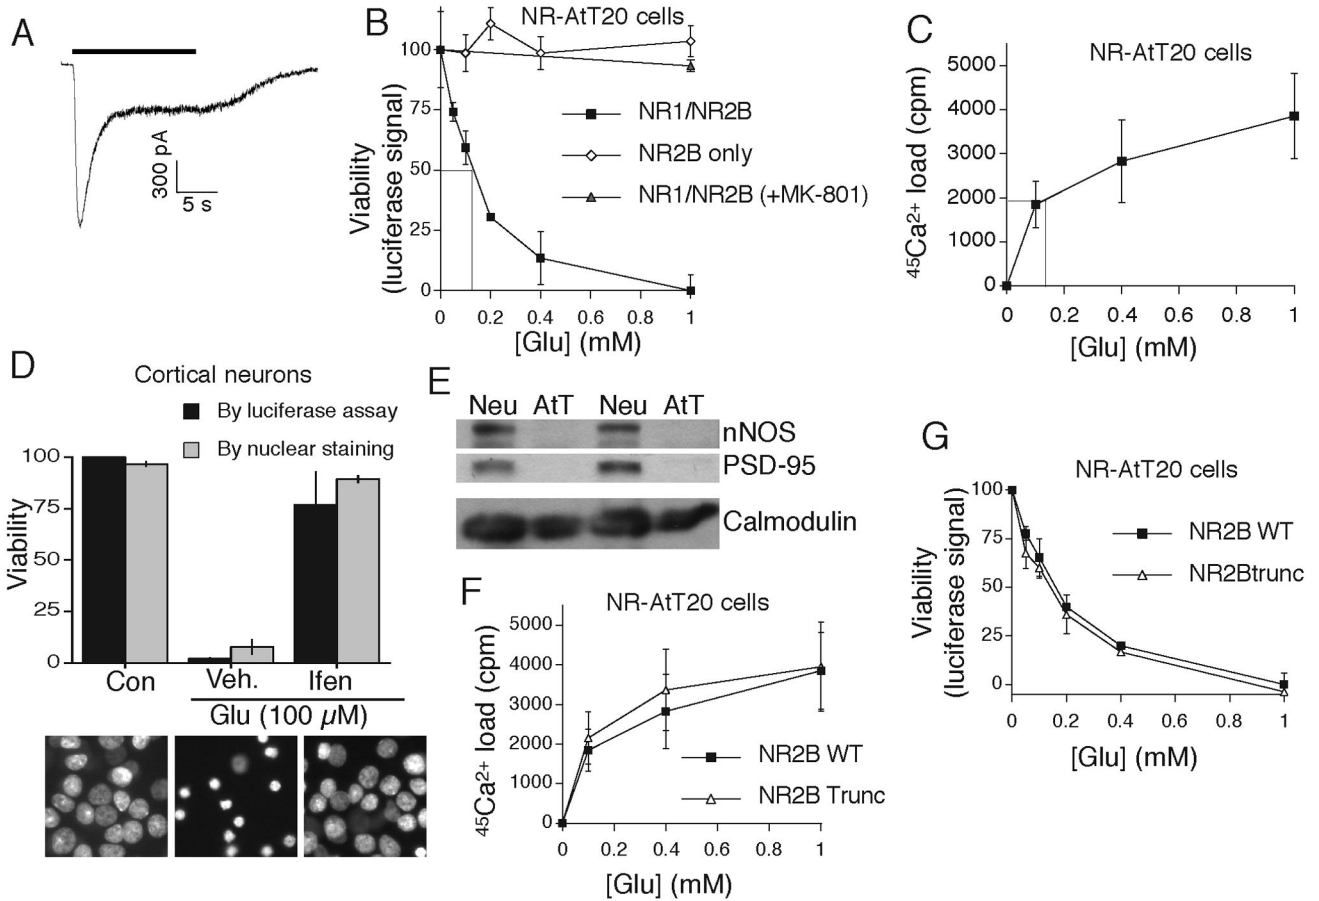 A
300 pA
5 s
B
NR-AtT20 cells
Viability
(luciferase signal)
100
75
50
25
0
NR1/NR2B
NR2B only
NR1/NR2B (+MK-801)
0 0.2 0.4 0.6 0.8 1
[Glu] (mM)
C
NR-AtT20 cells
45Ca2+ load (cpm)
5000
4000
3000
2000
1000
0
0 0.2 0.4 0.6 0.8 1
[Glu] (mM)
D
Cortical neurons
By luciferase assay
By nuclear staining
Viability
100
75
50
25
0
Con Veh. Ifen
Glu (100 µM)
E
Neu AtT Neu AtT
nNOS
PSD-95
Calmodulin
F
NR-AtT20 cells
45Ca2+ load (cpm)
5000
4000
3000
2000
1000
0
NR2B WT
NR2B Trunc
0 0.2 0.4 0.6 0.8 1
[Glu] (mM)
G
NR-AtT20 cells
Viability
(luciferase signal)
100
75
50
25
0
NR2B WT
NR2Btrunc
0 0.2 0.4 0.6 0.8 1
[Glu] (mM)